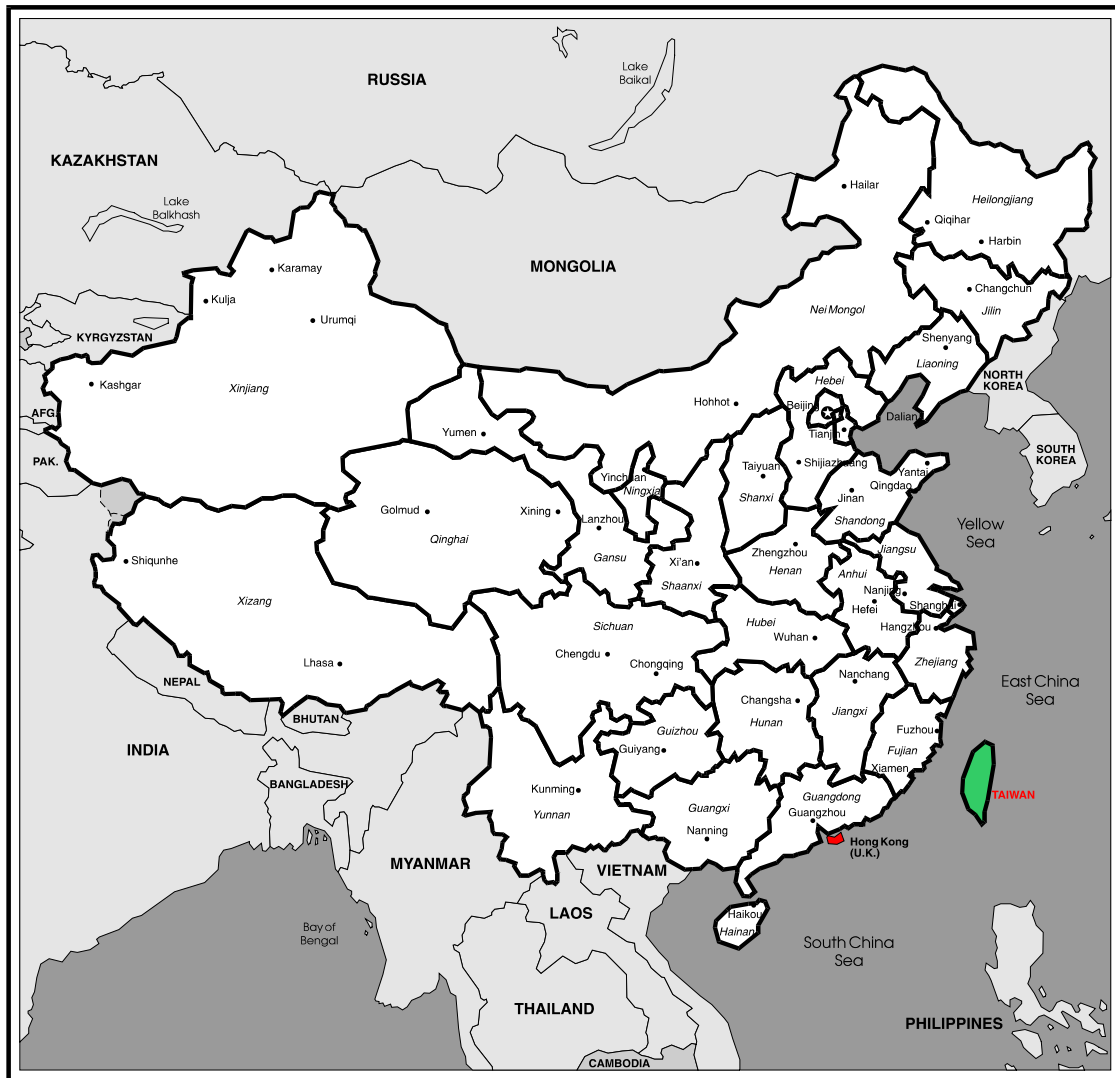 RUSSIA
Lake
Baikal
KAZAKHSTAN
Lake
Balkhash
Hailar
Heilongjiang
Qiqihar
Harbin
MONGOLIA
Karamay
Kulja
Changchun
Jilin
Nei Mongol
Urumqi
KYRGYZSTAN
Shenyang
Liaoning
NORTH
KOREA
Kashgar
Xinjiang
Hebei
Hohhot
Beijing
AFG.
Dalian
Yumen
Tianjin
SOUTH
KOREA
PAK.
Taiyuan
Shijiazhuang
Yantai
Yinchuan
Ningxia
Qingdao
Shanxi
Jinan
Golmud
Xining
Lanzhou
Shandong
Yellow
Sea
Qinghai
Gansu
Zhengzhou
Henan
Jiangsu
Shiqunhe
Xi'an
Shaanxi
Anhui
Nanjing
Hefei
Shanghai
Xizang
Sichuan
Hubei
Wuhan
Hangzhou
Chengdu
Chongqing
Zhejiang
Lhasa
Nanchang
NEPAL
East China
Sea
Changsha
Hunan
Jiangxi
BHUTAN
Guizhou
Guiyang
Fuzhou
Fujian
INDIA
Xiamen
BANGLADESH
Kunming
Yunnan
Guangxi
Nanning
Guangdong
Guangzhou
TAIWAN
Hong Kong
(U.K.)
MYANMAR
VIETNAM
LAOS
Haikou
Hainan
Bay of
Bengal
South China
Sea
THAILAND
PHILIPPINES
CAMBODIA